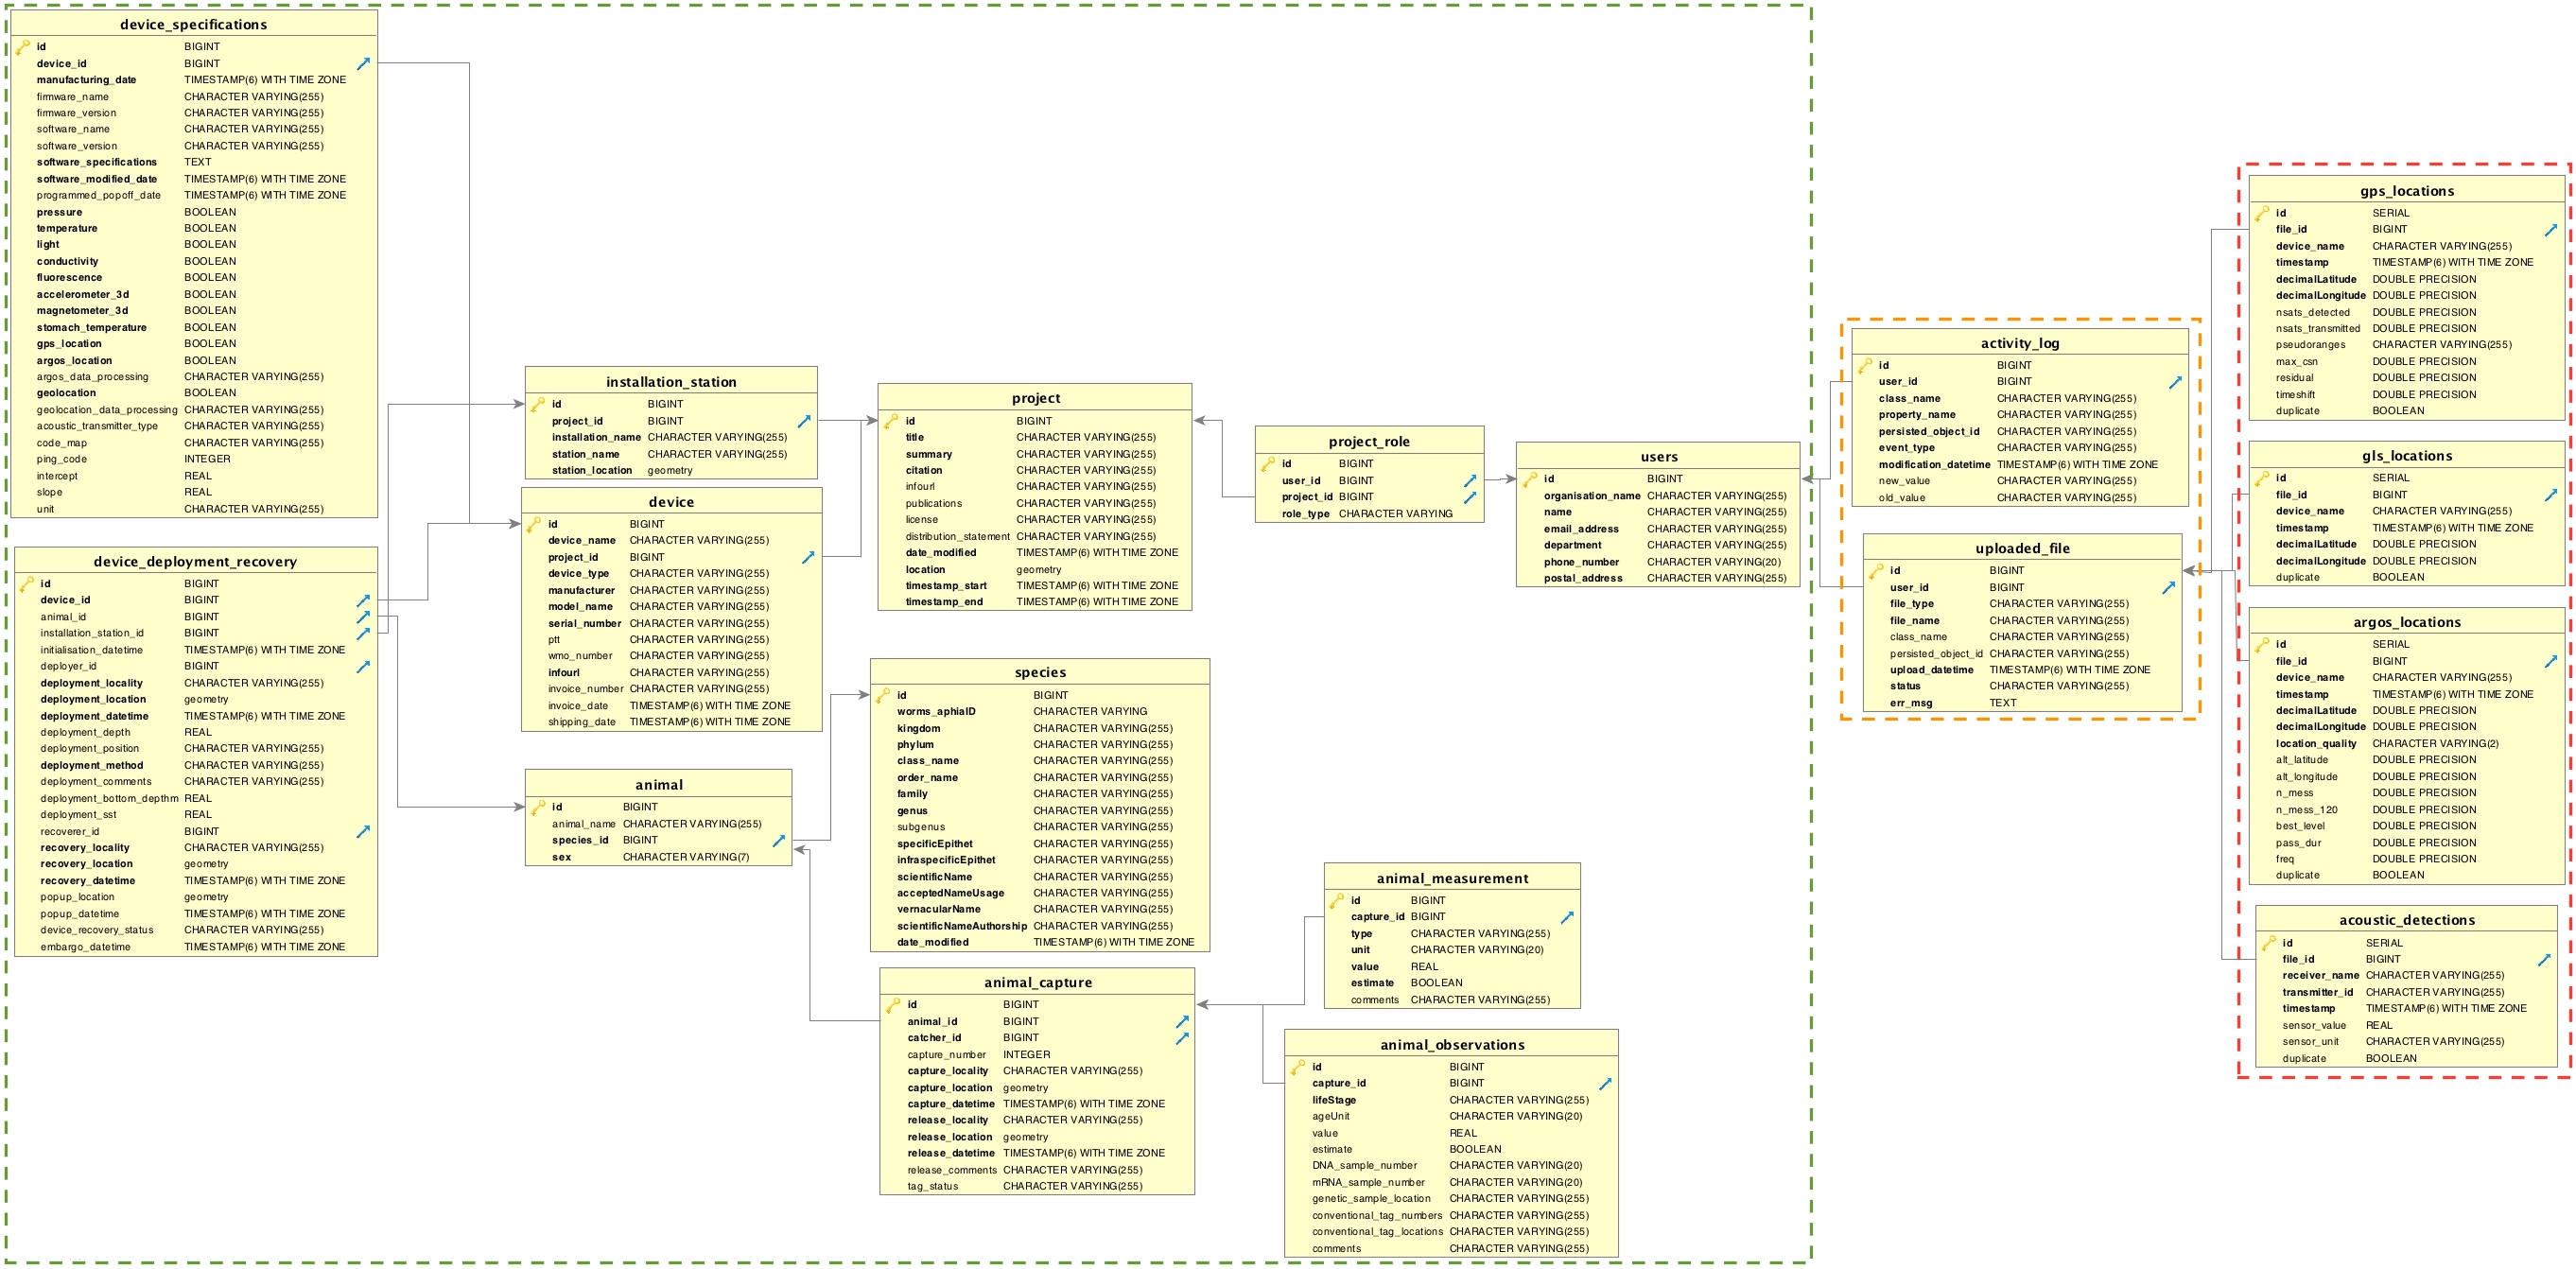 device_specifications
id BIGINT
device_id BIGINT
manufacturing_date TIMESTAMP(6) WITH TIME ZONE
firmware_name CHARACTER VARYING(255)
firmware_version CHARACTER VARYING(255)
software_name CHARACTER VARYING(255)
software_version CHARACTER VARYING(255)
software_specifications TEXT
software_modified_date TIMESTAMP(6) WITH TIME ZONE
programmed_popoff_date TIMESTAMP(6) WITH TIME ZONE
pressure BOOLEAN
temperature BOOLEAN
light BOOLEAN
conductivity BOOLEAN
fluorescence BOOLEAN
accelerometer_3d BOOLEAN
magnetometer_3d BOOLEAN
stomach_temperature BOOLEAN
gps_location BOOLEAN
argos_location BOOLEAN
argos_data_processing CHARACTER VARYING(255)
geolocation BOOLEAN
geolocation_data_processing CHARACTER VARYING(255)
acoustic_transmitter_type CHARACTER VARYING(255)
code_map CHARACTER VARYING(255)
ping_code INTEGER
intercept REAL
slope REAL
unit CHARACTER VARYING(255)
device_deployment_recovery
id BIGINT
device_id BIGINT
animal_id BIGINT
installation_station_id BIGINT
initialisation_datetime TIMESTAMP(6) WITH TIME ZONE
deployer_id BIGINT
deployment_locality CHARACTER VARYING(255)
deployment_location geometry
deployment_datetime TIMESTAMP(6) WITH TIME ZONE
deployment_depth REAL
deployment_position CHARACTER VARYING(255)
deployment_method CHARACTER VARYING(255)
deployment_comments CHARACTER VARYING(255)
deployment_bottom_depthm REAL
deployment_sst REAL
recoverer_id BIGINT
recovery_locality CHARACTER VARYING(255)
recovery_location geometry
recovery_datetime TIMESTAMP(6) WITH TIME ZONE
popup_location geometry
popup_datetime TIMESTAMP(6) WITH TIME ZONE
device_recovery_status CHARACTER VARYING(255)
embargo_datetime TIMESTAMP(6) WITH TIME ZONE
installation_station
id BIGINT
project_id BIGINT
installation_name CHARACTER VARYING(255)
station_name CHARACTER VARYING(255)
station_location geometry
device
id BIGINT
device_name CHARACTER VARYING(255)
project_id BIGINT
device_type CHARACTER VARYING(255)
manufacturer CHARACTER VARYING(255)
model_name CHARACTER VARYING(255)
serial_number CHARACTER VARYING(255)
ptt CHARACTER VARYING(255)
wmo_number CHARACTER VARYING(255)
infourl CHARACTER VARYING(255)
invoice_number CHARACTER VARYING(255)
invoice_date TIMESTAMP(6) WITH TIME ZONE
shipping_date TIMESTAMP(6) WITH TIME ZONE
animal
id BIGINT
animal_name CHARACTER VARYING(255)
species_id BIGINT
sex CHARACTER VARYING(7)
project
id BIGINT
title CHARACTER VARYING(255)
summary CHARACTER VARYING(255)
citation CHARACTER VARYING(255)
infourl CHARACTER VARYING(255)
publications CHARACTER VARYING(255)
license CHARACTER VARYING(255)
distribution_statement CHARACTER VARYING(255)
date_modified TIMESTAMP(6) WITH TIME ZONE
location geometry
timestamp_start TIMESTAMP(6) WITH TIME ZONE
timestamp_end TIMESTAMP(6) WITH TIME ZONE
species
id BIGINT
worms_aphiaID CHARACTER VARYING
kingdom CHARACTER VARYING(255)
phylum CHARACTER VARYING(255)
class_name CHARACTER VARYING(255)
order_name CHARACTER VARYING(255)
family CHARACTER VARYING(255)
genus CHARACTER VARYING(255)
subgenus CHARACTER VARYING(255)
specificEpithet CHARACTER VARYING(255)
infraspecificEpithet CHARACTER VARYING(255)
scientificName CHARACTER VARYING(255)
acceptedNameUsage CHARACTER VARYING(255)
vernacularName CHARACTER VARYING(255)
scientificNameAuthorship CHARACTER VARYING(255)
date_modified TIMESTAMP(6) WITH TIME ZONE
animal_capture
id BIGINT
animal_id BIGINT
catcher_id BIGINT
capture_number INTEGER
capture_locality CHARACTER VARYING(255)
capture_location geometry
capture_datetime TIMESTAMP(6) WITH TIME ZONE
release_locality CHARACTER VARYING(255)
release_location geometry
release_datetime TIMESTAMP(6) WITH TIME ZONE
release_comments CHARACTER VARYING(255)
tag_status CHARACTER VARYING(255)
project_role
id BIGINT
user_id BIGINT
project_id BIGINT
role_type CHARACTER VARYING
users
id BIGINT
organisation_name CHARACTER VARYING(255)
name CHARACTER VARYING(255)
email_address CHARACTER VARYING(255)
department CHARACTER VARYING(255)
phone_number CHARACTER VARYING(20)
postal_address CHARACTER VARYING(255)
animal_measurement
id BIGINT
capture_id BIGINT
type CHARACTER VARYING(255)
unit CHARACTER VARYING(20)
value REAL
estimate BOOLEAN
comments CHARACTER VARYING(255)
animal_observations
id BIGINT
capture_id BIGINT
lifeStage CHARACTER VARYING(255)
ageUnit CHARACTER VARYING(20)
value REAL
estimate BOOLEAN
DNA_sample_number CHARACTER VARYING(20)
mRNA_sample_number CHARACTER VARYING(20)
genetic_sample_location CHARACTER VARYING(255)
conventional_tag_numbers CHARACTER VARYING(255)
conventional_tag_locations CHARACTER VARYING(255)
comments CHARACTER VARYING(255)
activity_log
id BIGINT
user_id BIGINT
class_name CHARACTER VARYING(255)
property_name CHARACTER VARYING(255)
persisted_object_id CHARACTER VARYING(255)
event_type CHARACTER VARYING(255)
modification_datetime TIMESTAMP(6) WITH TIME ZONE
new_value CHARACTER VARYING(255)
old_value CHARACTER VARYING(255)
uploaded_file
id BIGINT
user_id BIGINT
file_type CHARACTER VARYING(255)
file_name CHARACTER VARYING(255)
class_name CHARACTER VARYING(255)
persisted_object_id CHARACTER VARYING(255)
upload_datetime TIMESTAMP(6) WITH TIME ZONE
status CHARACTER VARYING(255)
err_msg TEXT
gps_locations
id SERIAL
file_id BIGINT
device_name CHARACTER VARYING(255)
timestamp TIMESTAMP(6) WITH TIME ZONE
decimalLatitude DOUBLE PRECISION
decimalLongitude DOUBLE PRECISION
nsats_detected DOUBLE PRECISION
nsats_transmitted DOUBLE PRECISION
pseudoranges CHARACTER VARYING(255)
max_csn DOUBLE PRECISION
residual DOUBLE PRECISION
timeshift DOUBLE PRECISION
duplicate BOOLEAN
gls_locations
id SERIAL
file_id BIGINT
device_name CHARACTER VARYING(255)
timestamp TIMESTAMP(6) WITH TIME ZONE
decimalLatitude DOUBLE PRECISION
decimalLongitude DOUBLE PRECISION
duplicate BOOLEAN
argos_locations
id SERIAL
file_id BIGINT
device_name CHARACTER VARYING(255)
timestamp TIMESTAMP(6) WITH TIME ZONE
decimalLatitude DOUBLE PRECISION
decimalLongitude DOUBLE PRECISION
location_quality CHARACTER VARYING(2)
alt_latitude DOUBLE PRECISION
alt_longitude DOUBLE PRECISION
n_mess DOUBLE PRECISION
n_mess_120 DOUBLE PRECISION
best_level DOUBLE PRECISION
pass_dur DOUBLE PRECISION
freq DOUBLE PRECISION
duplicate BOOLEAN
acoustic_detections
id SERIAL
file_id BIGINT
receiver_name CHARACTER VARYING(255)
transmitter_id CHARACTER VARYING(255)
timestamp TIMESTAMP(6) WITH TIME ZONE
sensor_value REAL
sensor_unit CHARACTER VARYING(255)
duplicate BOOLEAN